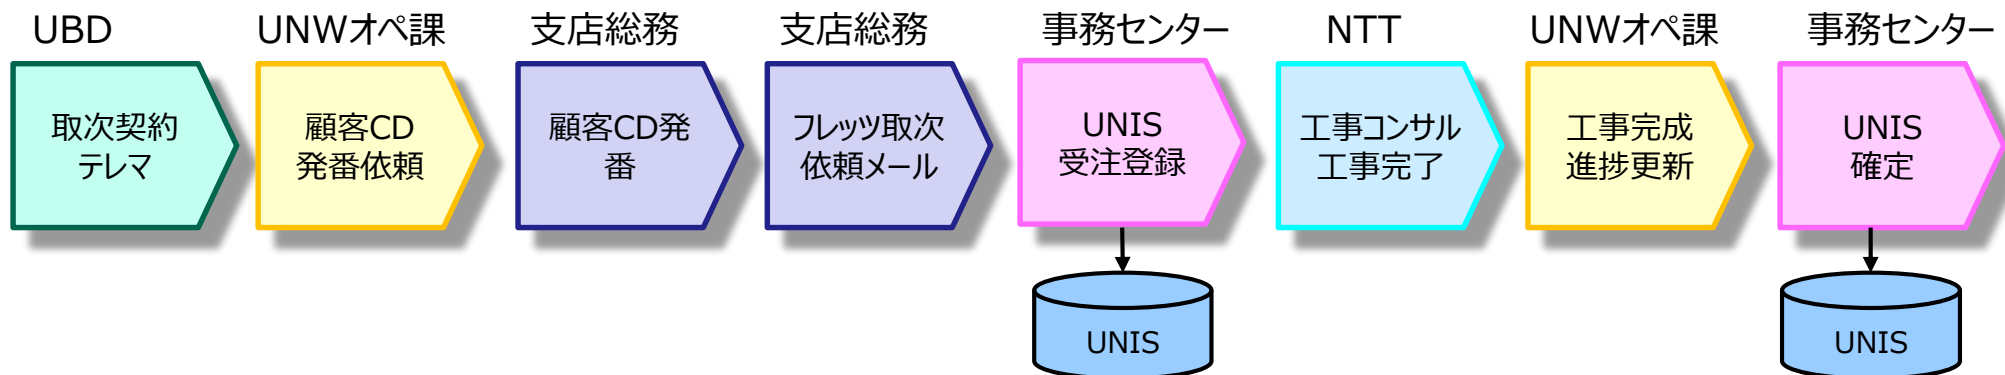 UBD
UNWオペ課
支店総務
支店総務
事務センター
NTT
UNWオペ課
事務センター
取次契約
テレマ
顧客CD
発番依頼
顧客CD発
番
フレッツ取次
依頼メール
UNIS
受注登録
工事コンサル
工事完了
工事完成
進捗更新
UNIS
確定
UNIS
UNIS